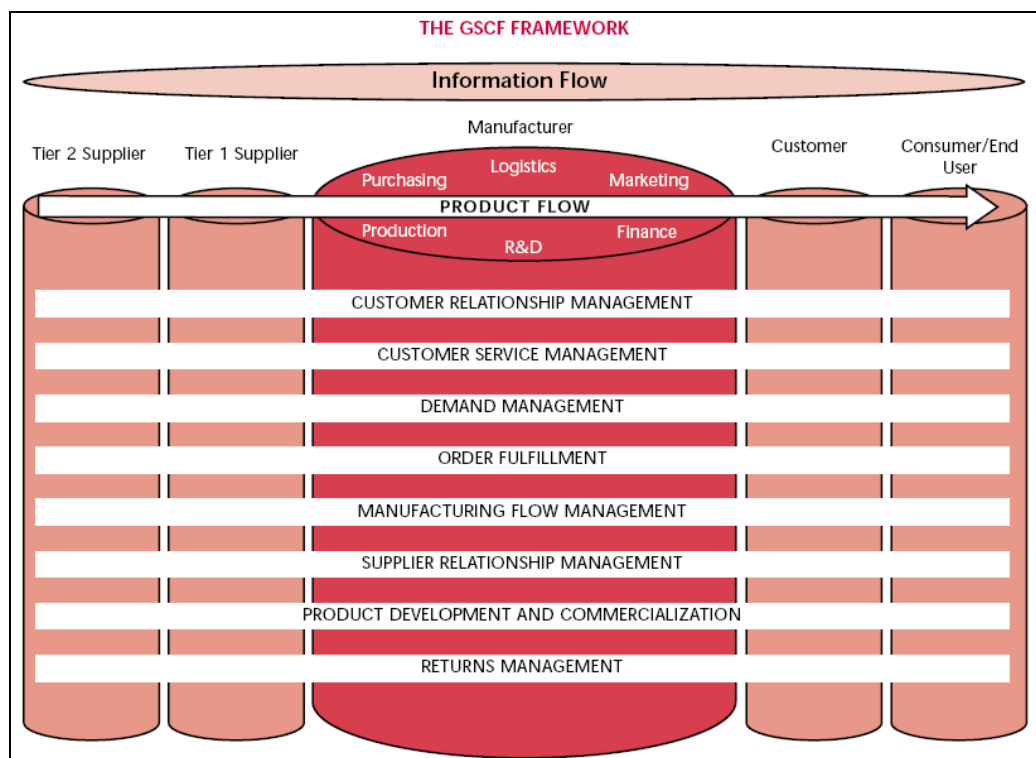 THE GSCF FRAMEWORK
Information Flow
Manufacturer
Tier 2 Supplier
Tier 1 Supplier
Customer
Consumer/End
User
Logistics
Purchasing
Marketing
PRODUCT FLOW
Production
R&D
Finance
CUSTOMER RELATIONSHIP MANAGEMENT
CUSTOMER SERVICE MANAGEMENT
DEMAND MANAGEMENT
ORDER FULFILLMENT
MANUFACTURING FLOW MANAGEMENT
SUPPLIER RELATIONSHIP MANAGEMENT
PRODUCT DEVELOPMENT AND COMMERCIALIZATION
RETURNS MANAGEMENT